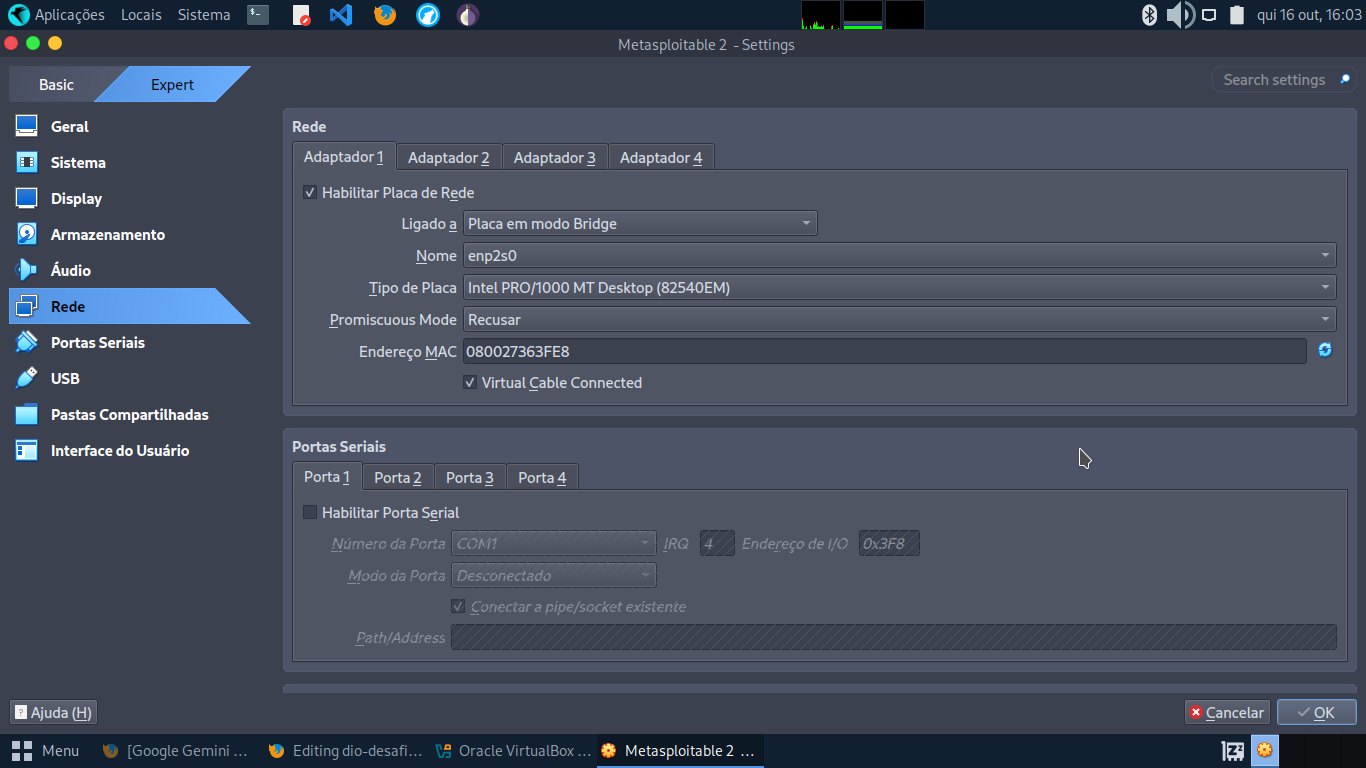 Aplicações Locais Sistema qui 16 out, 16:03
Metasploitable 2 - Settings
Basic Expert Search settings
Geral
Sistema
Display
Armazenamento
Áudio
Rede
Portas Seriais
USB
Pastas Compartilhadas
Interface do Usuário
Rede
Adaptador 1 Adaptador 2 Adaptador 3 Adaptador 4
Habilitar Placa de Rede
Ligado a Placa em modo Bridge
Nome enp2s0
Tipo de Placa Intel PRO/1000 MT Desktop (82540EM)
Promiscuous Mode Recusar
Endereço MAC 080027363FE8
Virtual Cable Connected
Portas Seriais
Porta 1 Porta 2 Porta 3 Porta 4
Habilitar Porta Serial
Número da Porta COM1 IRQ 4 Endereço de I/O 0x3F8
Modo da Porta Desconectado
Conectar a pipe/socket existente
Path/Address
Ajuda (H) Cancelar OK
Menu [Google Gemini ... Editing dio-desafi... Oracle VirtualBox ... Metasploitable 2 ...